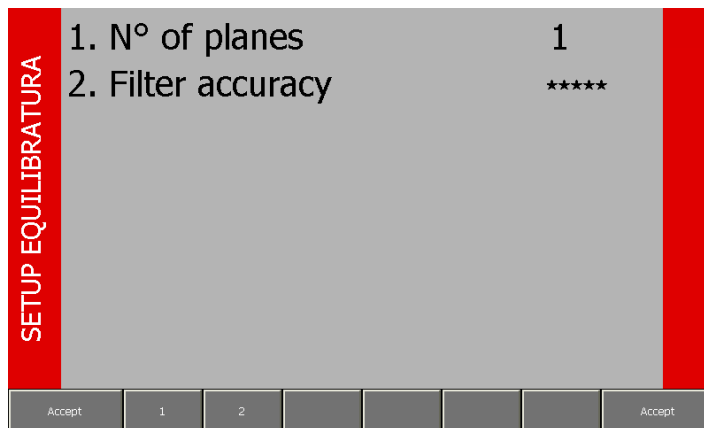 SETUP EQUILIBRATURA
1. N° of planes 1
2. Filter accuracy ★★★★★
Accept 1 2 Accept